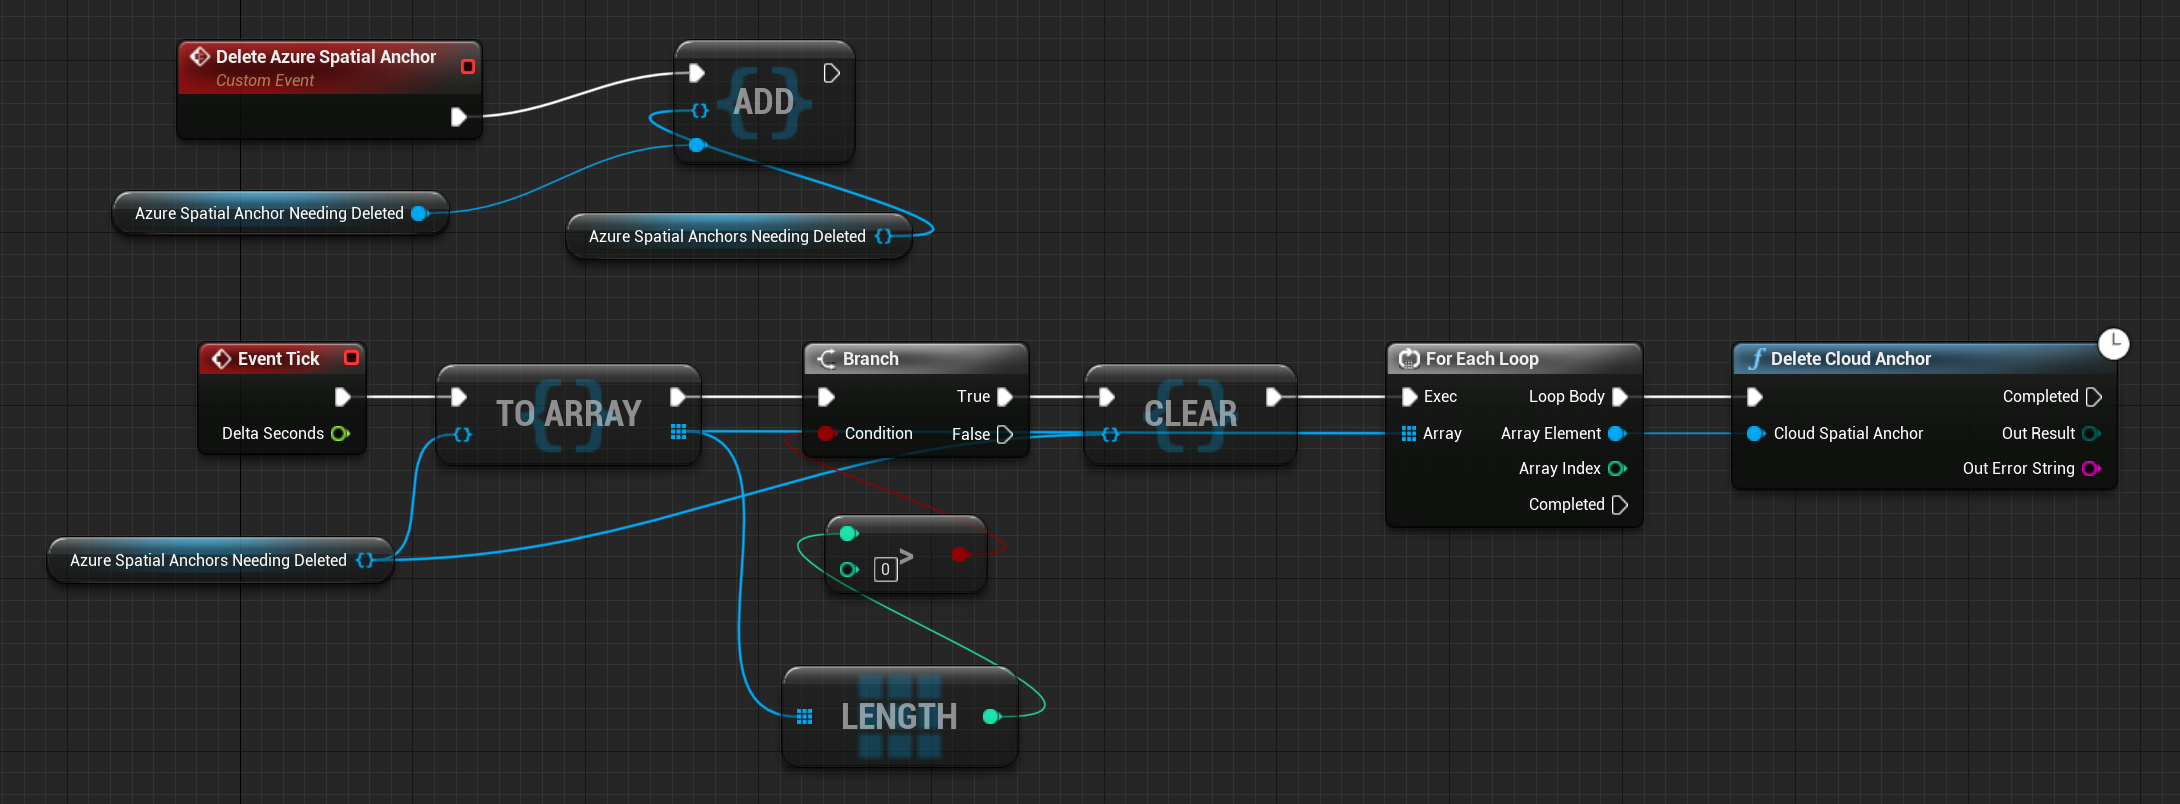 Delete Azure Spatial Anchor
Custom Event
ADD
Azure Spatial Anchor Needing Deleted
Azure Spatial Anchors Needing Deleted
Event Tick
Delta Seconds
TO ARRAY
Branch
True
Condition
False
CLEAR
For Each Loop
Exec
Loop Body
Array
Array Element
Array Index
Completed
Delete Cloud Anchor
Completed
Cloud Spatial Anchor
Out Result
Out Error String
Azure Spatial Anchors Needing Deleted
0
>
LENGTH